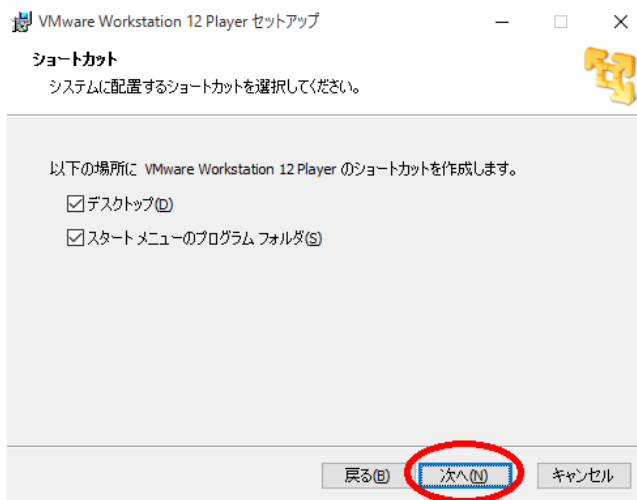 VMware Workstation 12 Player セットアップ
ショートカット
システムに配置するショートカットを選択してください。
以下の場所に VMware Workstation 12 Player のショートカットを作成します。
デスクトップ(D)
スタート メニューのプログラム フォルダ(S)
戻る(B) 次へ(N) キャンセル